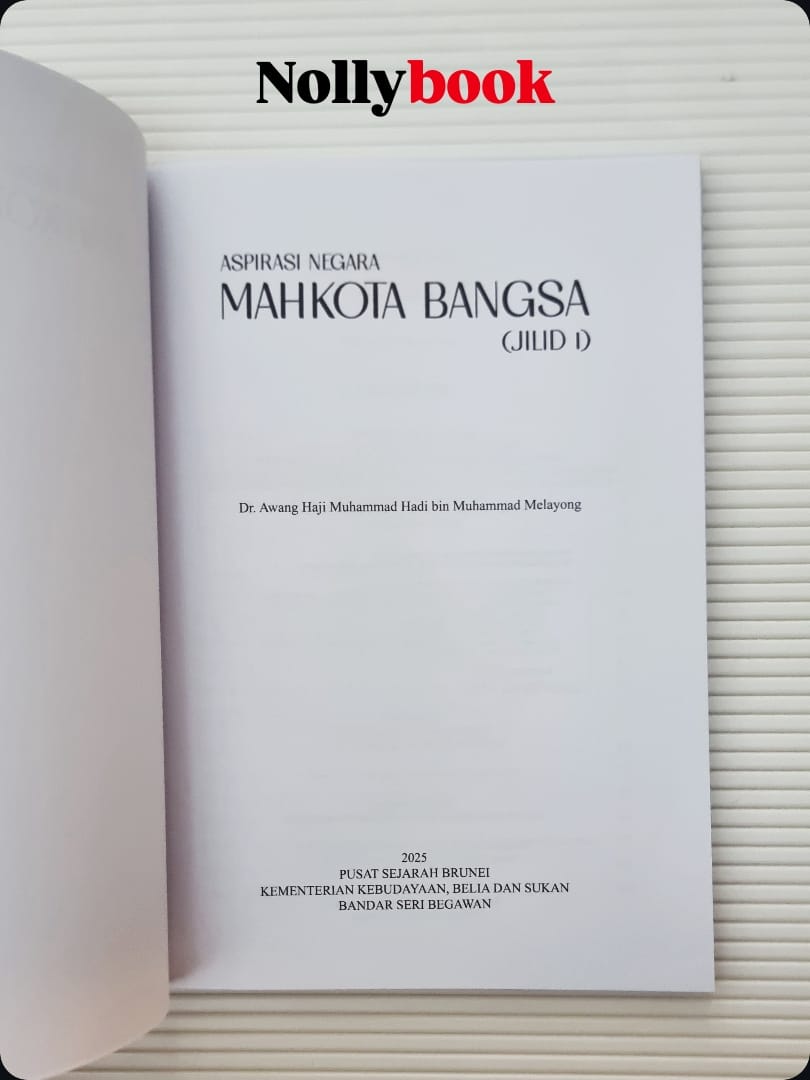 Nollybook
ASPIRASI NEGARA
MAHKOTA BANGSA
(JILID I)
Dr. Awang Haji Muhammad Hadi bin Muhammad Melayong
2025
PUSAT SEJARAH BRUNEI
KEMENTERIAN KEBUDAYAAN, BELIA DAN SUKAN
BANDAR SERI BEGAWAN